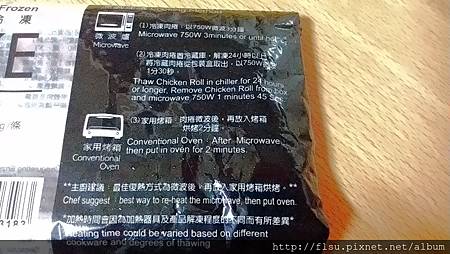 Frozen
冷 凍
E
g/條
3183
微波爐
Microwave
(1)冷凍肉捲，以750W微波3分鐘
Microwave 750W 3minutes or until hot
(2)冷凍肉捲置冷藏庫，解凍24小時以上
將冷藏肉捲從包裝盒取出，以750W
1分30秒。
Thaw Chicken Roll in chiller for 24 hours
or longer, Remove Chicken Roll from box
and microwave 750W 1 minutes 45 Sec
家用烤箱
Conventional
Oven
(3)家用烤箱：肉捲微波後，再放入烤箱
烘烤2分鐘。
Conventional Oven : After Microwave
then put in oven for 2 minutes.
**主廚建議：最佳復熱方式為微波後，再放入家用烤箱烘烤。
Chef suggest : best way to re-heat the microwave, then put oven.
*加熱時間會因為加熱器具及產品解凍程度的不同而有所差異*
Heating time could be varied based on different
cookware and degrees of thawing
http://flsu.pixnet.net/album